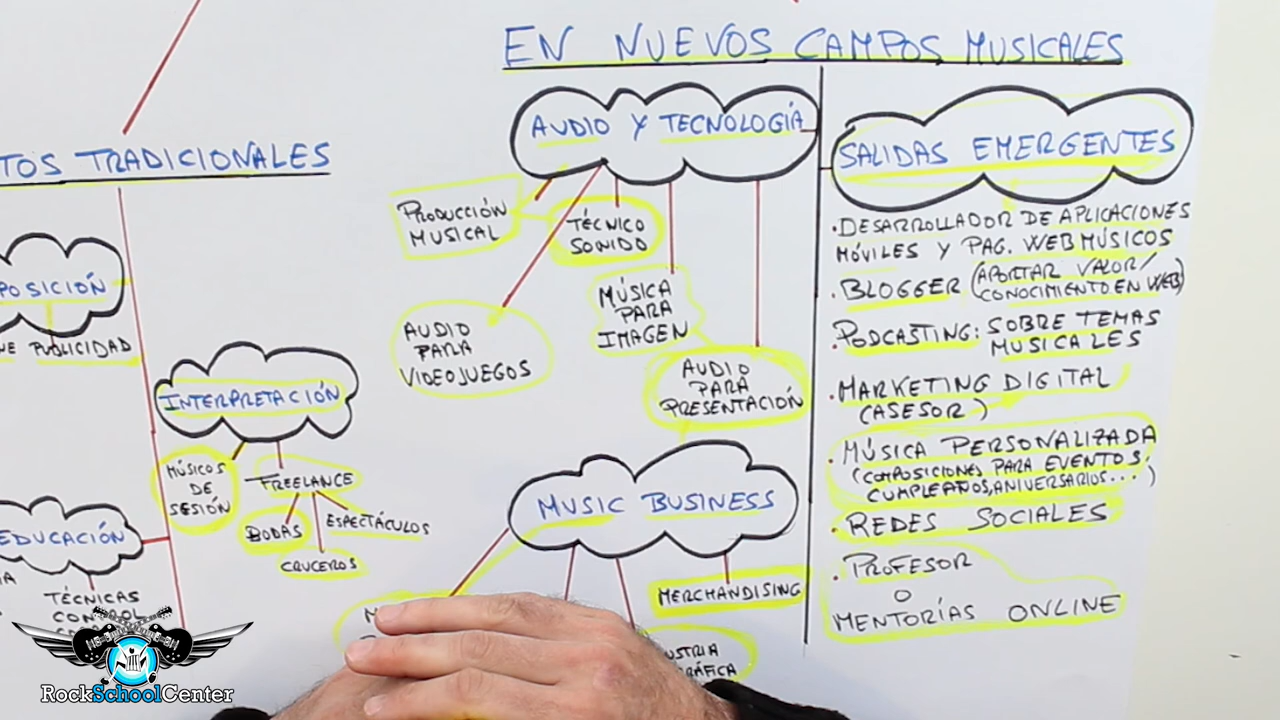 EN NUEVOS CAMPOS MUSICALES
TOS TRADICIONALES
POSICIÓN
PUBLICIDAD
INTERPRETACIÓN
MÚSICOS
DE
SESIÓN
FREELANCE
BODAS
ESPECTÁCULOS
CRUCEROS
EDUCACIÓN
TÉCNICAS
AUDIO Y TECNOLOGÍA
PRODUCCIÓN
MUSICAL
TÉCNICO
SONIDO
AUDIO
PARA
VIDEOJUEGOS
MÚSICA
PARA
IMAGEN
AUDIO
PARA
PRESENTACIÓN
MUSIC BUSINESS
MERCHANDISING
USTRIA
RÁFICA
SALIDAS EMERGENTES
· DESARROLLADOR DE APLICACIONES
MÓVILES Y PAG. WEB MÚSICOS
· BLOGGER (APORTAR VALOR/
CONOCIMIENTO EN WEB)
· PODCASTING: SOBRE TEMAS
MUSICALES
· MARKETING DIGITAL
(ASESOR)
· MÚSICA PERSONALIZADA
(COMPOSICIONES PARA EVENTOS,
CUMPLEAÑOS, ANIVERSARIOS...)
· REDES SOCIALES
· PROFESOR
O
MENTORÍAS ONLINE
RockSchoolCenter